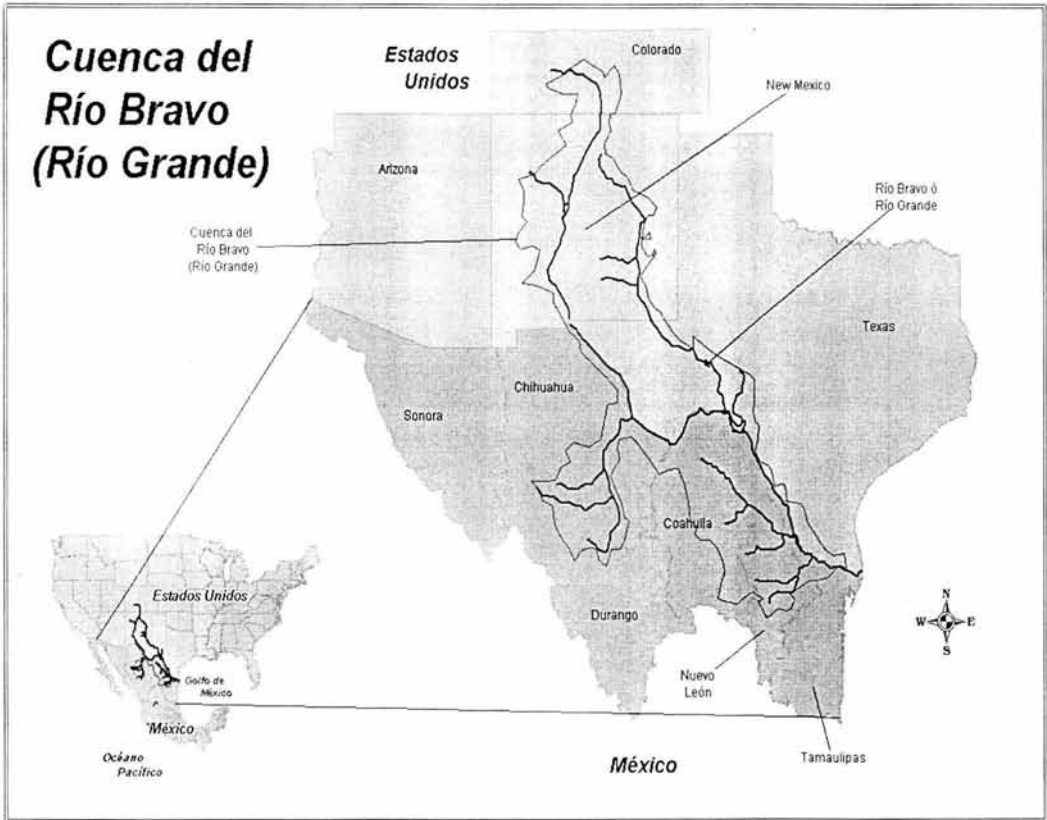 Cuenca del
Río Bravo
(Río Grande)
Estados
Unidos
Colorado
New Mexico
Arizona
Río Bravo ó
Río Grande
Cuenca del
Río Bravo
(Río Grande)
Texas
Chihuahua
Sonora
Coahuila
Durango
Nuevo
León
Tamaulipas
México
N
W
E
S
Estados Unidos
Golfo de
México
México
Océano
Pacífico